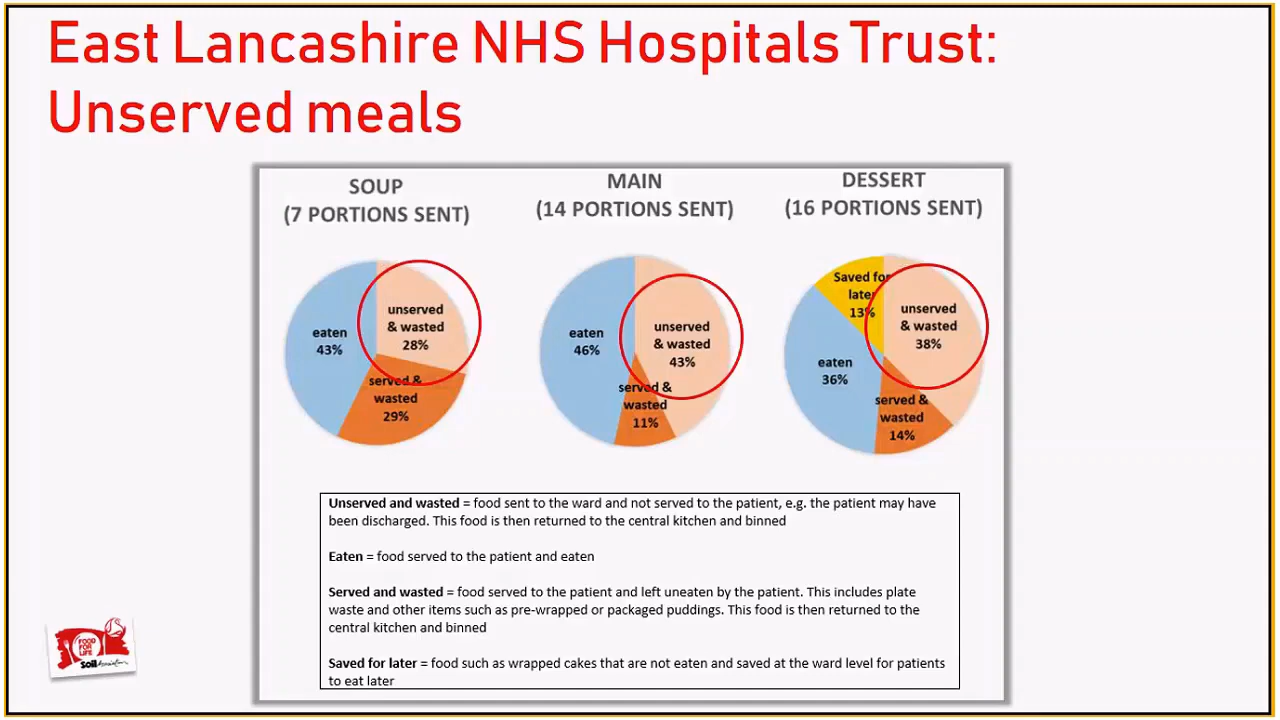 East Lancashire NHS Hospitals Trust:
Unserved meals
SOUP
(7 PORTIONS SENT)
MAIN
(14 PORTIONS SENT)
DESSERT
(16 PORTIONS SENT)
eaten
43%
unserved
& wasted
28%
served &
wasted
29%
eaten
46%
unserved
& wasted
43%
served &
wasted
11%
Saved for
later
13%
unserved
& wasted
38%
eaten
36%
served &
wasted
14%
Unserved and wasted = food sent to the ward and not served to the patient, e.g. the patient may have
been discharged. This food is then returned to the central kitchen and binned
Eaten = food served to the patient and eaten
Served and wasted = food served to the patient and left uneaten by the patient. This includes plate
waste and other items such as pre-wrapped or packaged puddings. This food is then returned to the
central kitchen and binned
Saved for later = food such as wrapped cakes that are not eaten and saved at the ward level for patients
to eat later
FOOD
FOR
LIFE
soil